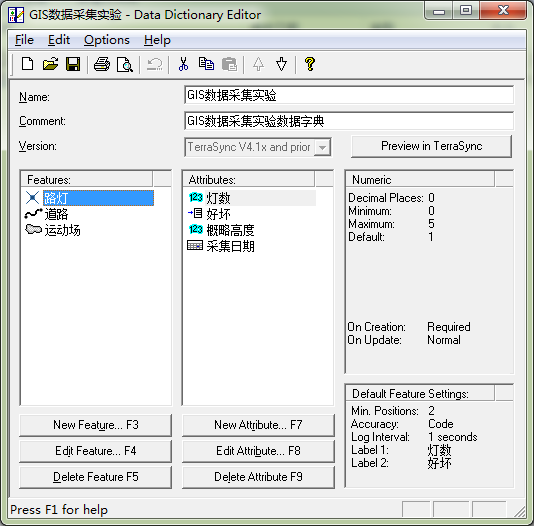 GIS数据采集实验 - Data Dictionary Editor
File Edit Options Help
Name: GIS数据采集实验
Comment: GIS数据采集实验数据字典
Version: TerraSync V4.1x and prior Preview in TerraSync
Features:
路灯
道路
运动场
Attributes:
123 灯数
好坏
123 概略高度
采集日期
Numeric
Decimal Places: 0
Minimum: 0
Maximum: 5
Default: 1
On Creation: Required
On Update: Normal
Default Feature Settings:
Min. Positions: 2
Accuracy: Code
Log Interval: 1 seconds
Label 1: 灯数
Label 2: 好坏
New Feature... F3
Edit Feature... F4
Delete Feature F5
New Attribute... F7
Edit Attribute... F8
Delete Attribute F9
Press F1 for help